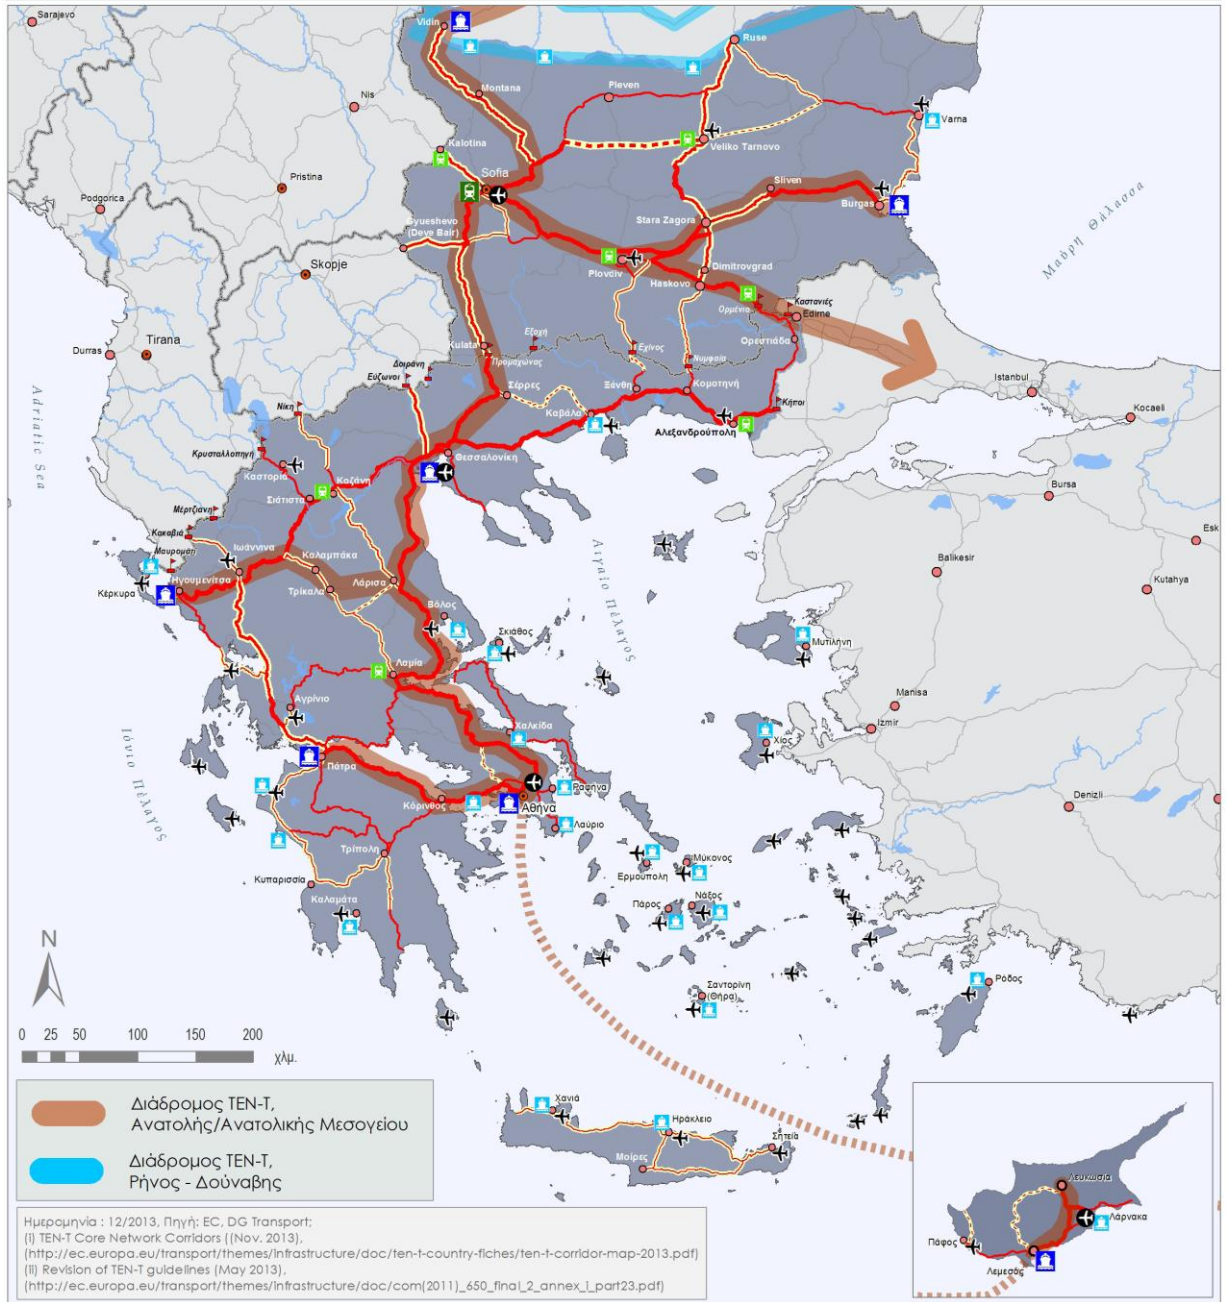 Sarajevo
Vidin
Ruse
Montana
Pleven
Nis
Varna
Kalotina
Veliko Tarnovo
Sofia
Pristina
Sliven
Podgorica
Burgas
Gyueshevo
(Deve Bair)
Stara Zagora
Μαύρη Θάλασσα
Skopje
Plovdiv
Dimitrovgrad
Haskovo
Καστανιές
Ορμένιο
Edirne
Tirana
Durras
Kulata
Εξοχή
Προμαχώνας
Εχίνος
Νυμφαία
Ορεστιάδα
Δοϊράνη
Εύζωνοι
Istanbul
Adriatic Sea
Σέρρες
Ξάνθη
Κομοτηνή
Κήποι
Kocaeli
Νίκη
Καβάλα
Αλεξανδρούπολη
Κρυσταλλοπηγή
Θεσσαλονίκη
Καστοριά
Κοζάνη
Σιάτιστα
Bursa
Μέρτζιανη
Κακαβιά
Μαυρομάτι
Ιωάννινα
Καλαμπάκα
Αιγαίο Πέλαγος
Esk
Balikesir
Ηγουμενίτσα
Τρίκαλα
Λάρισα
Κέρκυρα
Kutahya
Βόλος
Σκιάθος
Μυτιλήνη
Λαμία
Αγρίνιο
Manisa
Ιόνιο Πέλαγος
Χαλκίδα
Χίος
Izmir
Πάτρα
Κόρινθος
Αθήνα
Ραφήνα
Denizli
Λαύριο
Τρίπολη
Μύκονος
Ερμούπολη
Κυπαρισσία
Καλαμάτα
Πάρος
Νάξος
N
Σαντορίνη
(Θήρα)
Ρόδος
0 25 50 100 150 200
χλμ.
Διάδρομος ΤΕΝ-Τ,
Ανατολής/Ανατολικής Μεσογείου
Χανιά
Ηράκλειο
Σητεία
Μοίρες
Διάδρομος ΤΕΝ-Τ,
Ρήνος - Δούναβης
Λευκωσία
Λάρνακα
Πάφος
Λεμεσός
Ημερομηνία : 12/2013, Πηγή: EC, DG Transport;
(i) TEN-T Core Network Corridors ((Nov. 2013),
(http://ec.europa.eu/transport/themes/infrastructure/doc/ten-t-country-fiches/ten-t-corridor-map-2013.pdf)
(ii) Revision of TEN-T guidelines (May 2013),
(http://ec.europa.eu/transport/themes/infrastructure/doc/com(2011)_650_final_2_annex_i_part23.pdf)